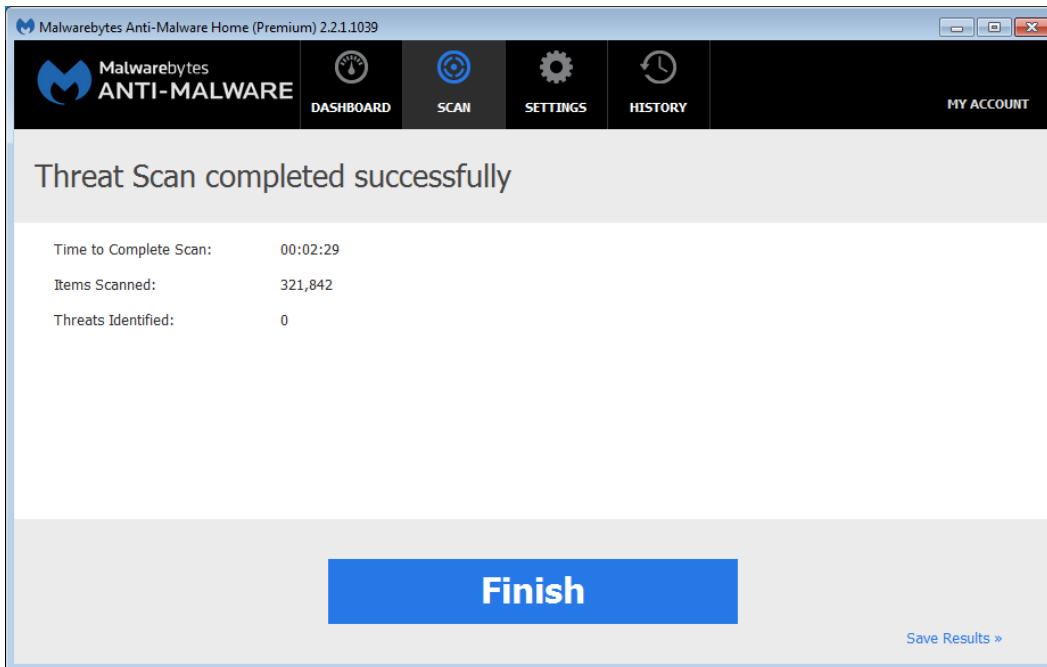 Malwarebytes Anti-Malware Home (Premium) 2.2.1.1039
Malwarebytes
ANTI-MALWARE
DASHBOARD
SCAN
SETTINGS
HISTORY
MY ACCOUNT
Threat Scan completed successfully
Time to Complete Scan: 00:02:29
Items Scanned: 321,842
Threats Identified: 0
Finish
Save Results »